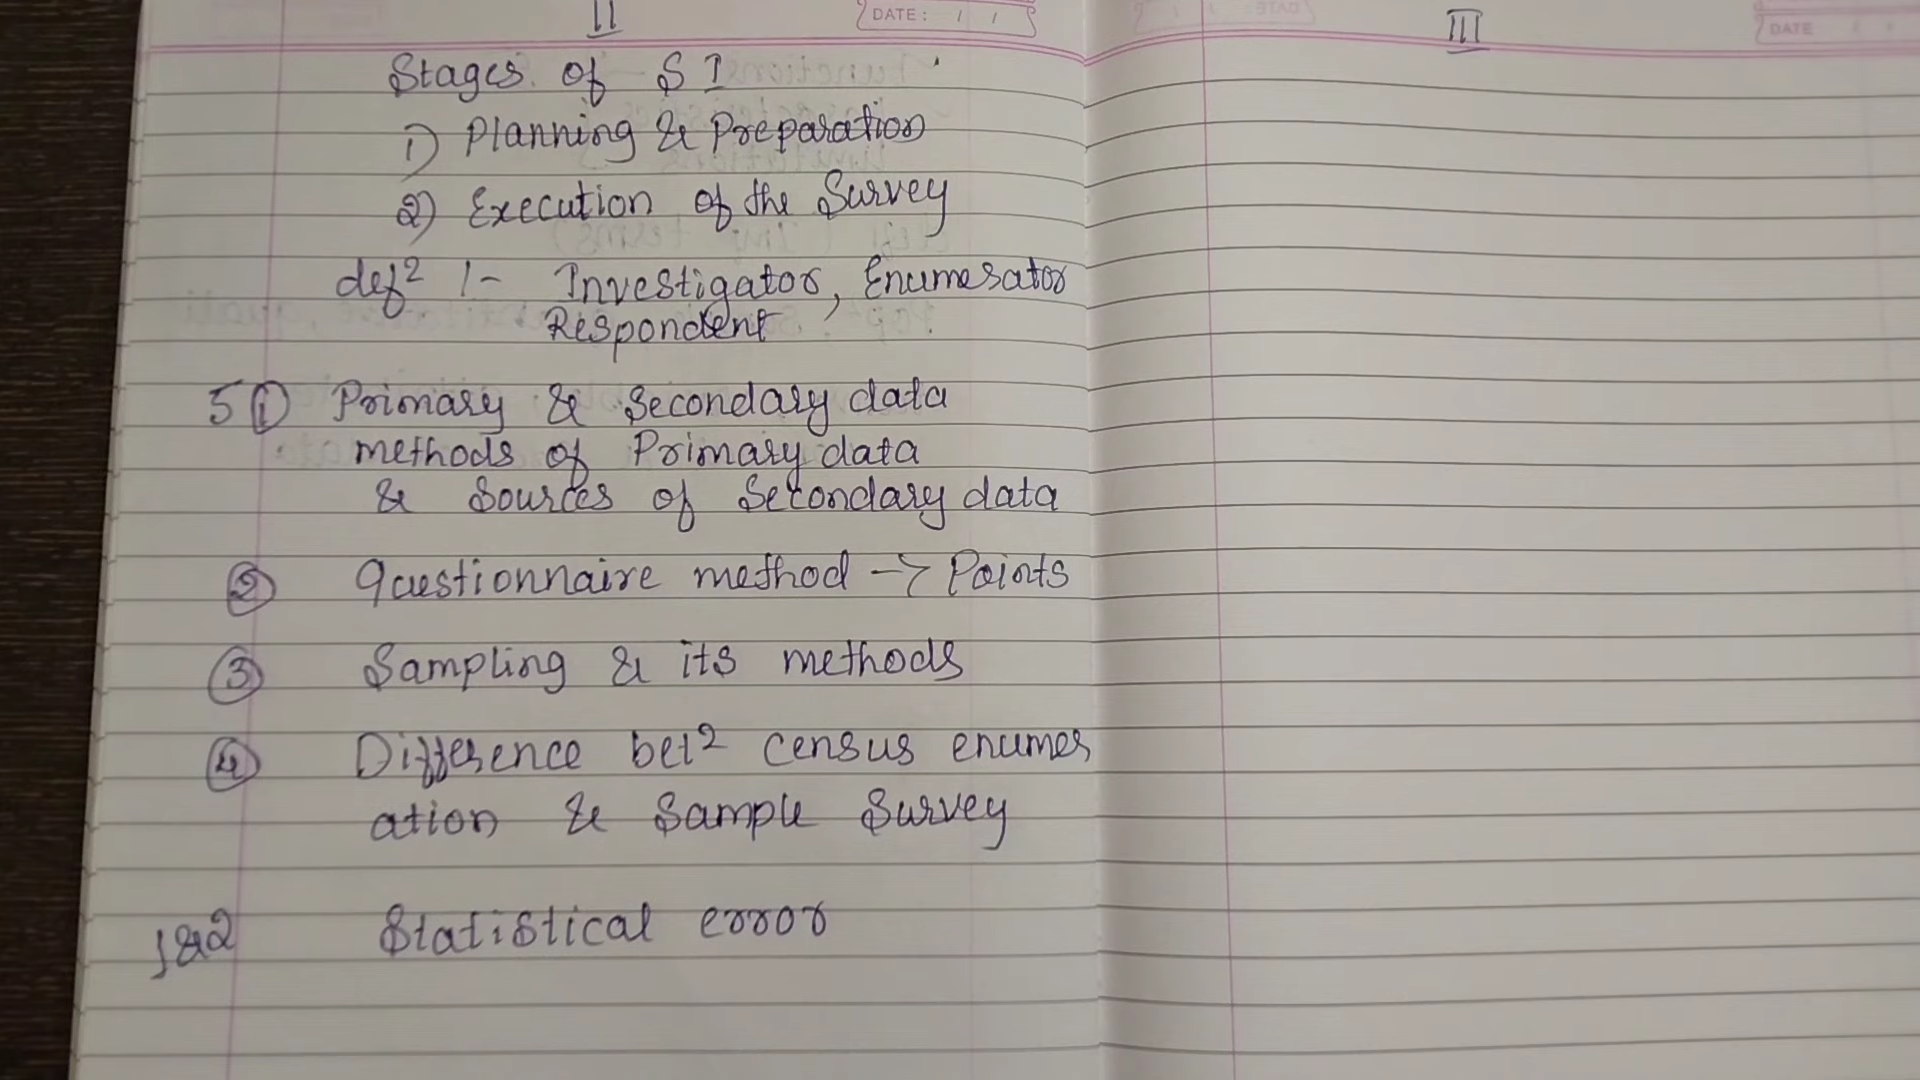 II
DATE: / /
Stages of S I
1) Planning & Preparation
2) Execution of the Survey
def² :- Investigator, Enumerator
Respondent
5 ① Primary & Secondary data
methods of Primary data
& Sources of Secondary data
② questionnaire method -> Points
③ Sampling & its methods
④ Difference bet² census enumer
ation & Sample Survey
1&2 Statistical error
III
DATE